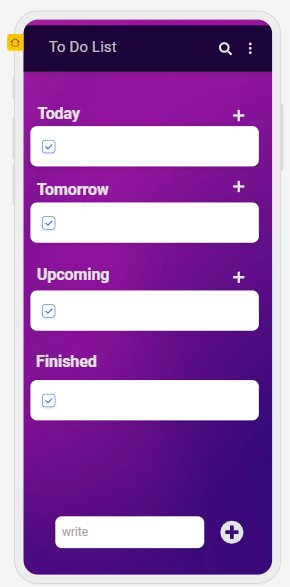 To Do List
Today
Tomorrow
Upcoming
Finished
write